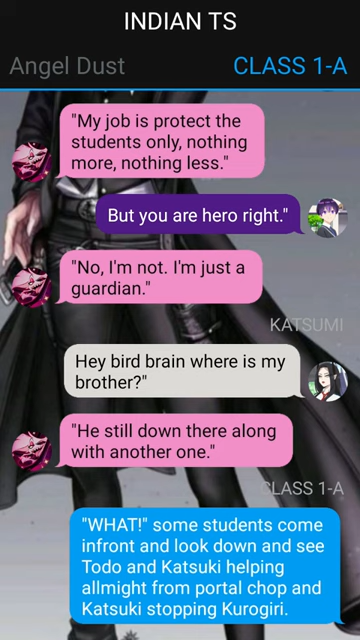 INDIAN TS
Angel Dust
CLASS 1-A
"My job is protect the
students only, nothing
more, nothing less."
But you are hero right."
"No, I'm not. I'm just a
guardian."
KATSUMI
Hey bird brain where is my
brother?"
"He still down there along
with another one."
CLASS 1-A
"WHAT!" some students come
infront and look down and see
Todo and Katsuki helping
allmight from portal chop and
Katsuki stopping Kurogiri.